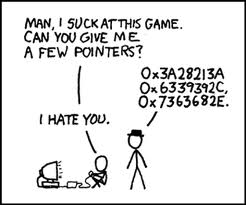 MAN, I SUCK AT THIS GAME.
CAN YOU GIVE ME
A FEW POINTERS?
0x3A28213A
0x6339392C,
0x7363682E.
I HATE YOU.